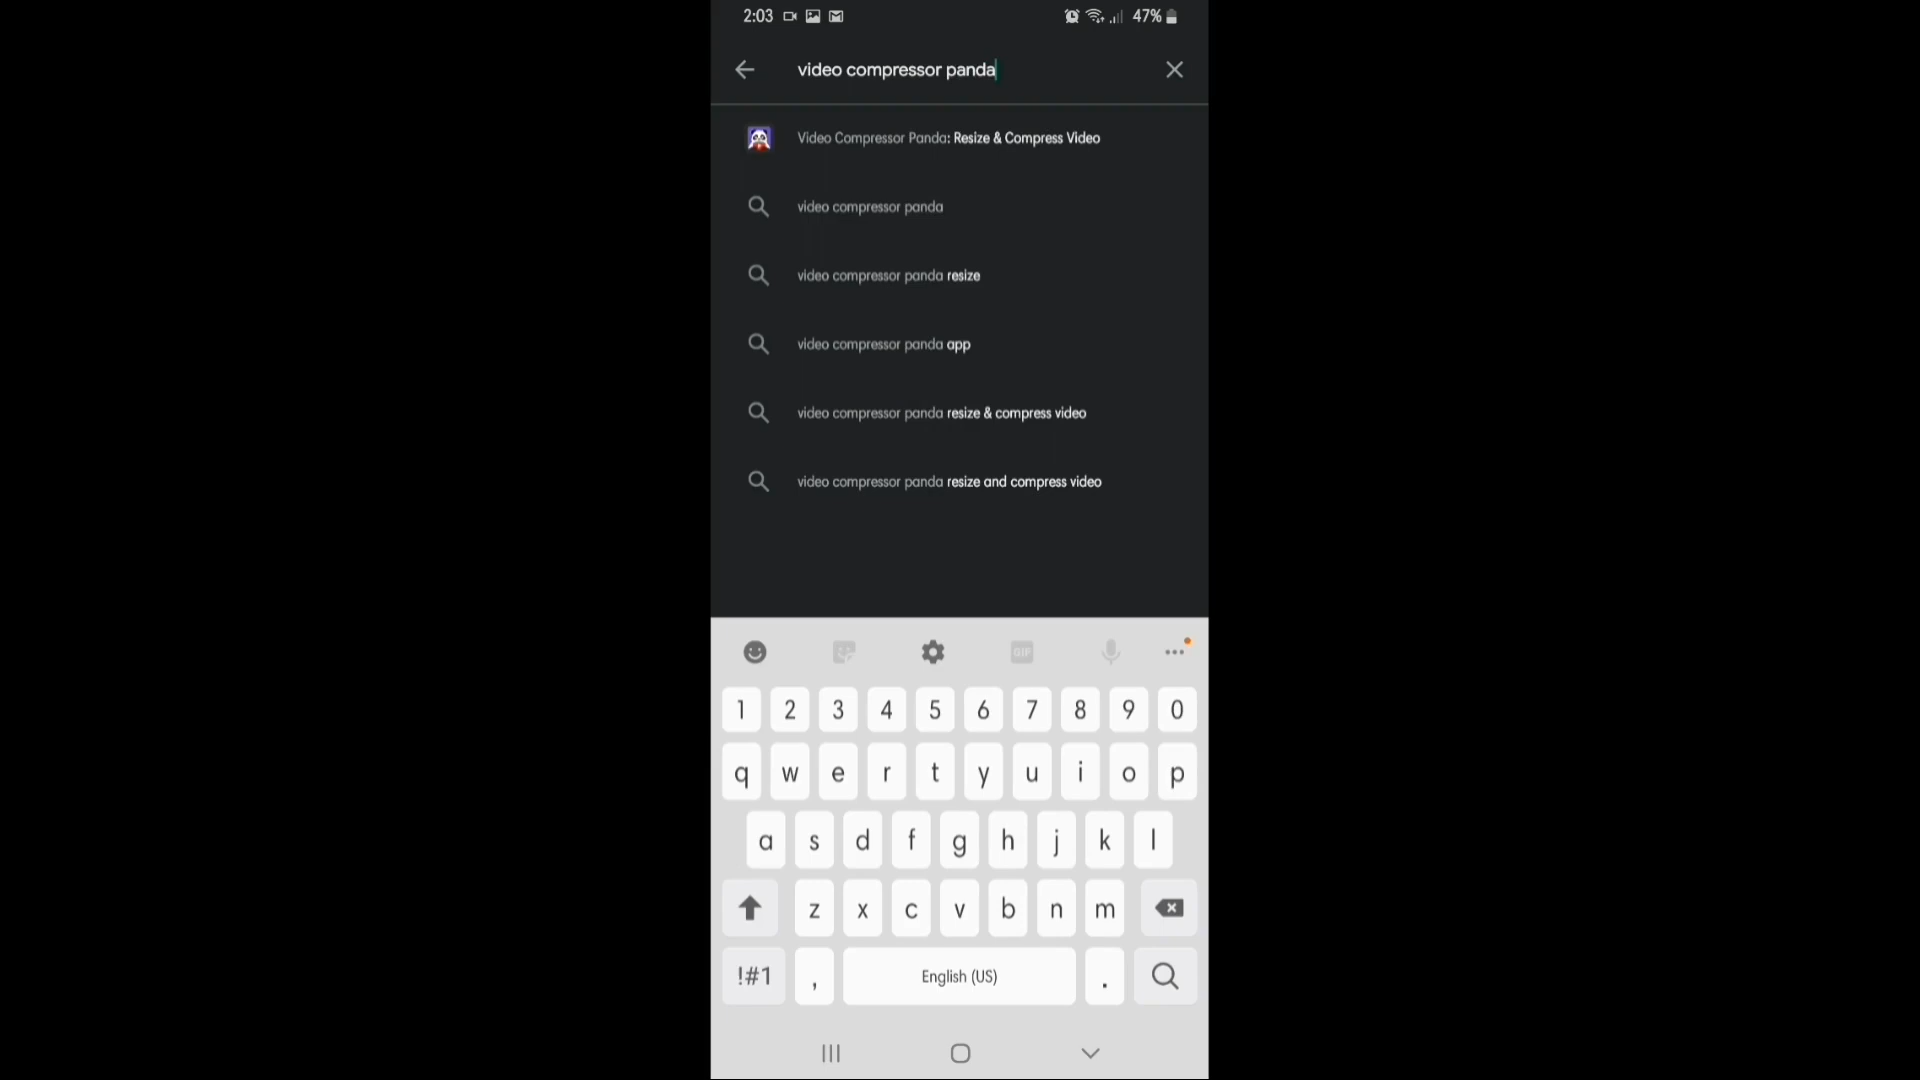 2:03
47%
video compressor panda
Video Compressor Panda: Resize & Compress Video
video compressor panda
video compressor panda resize
video compressor panda app
video compressor panda resize & compress video
video compressor panda resize and compress video
GIF
1 2 3 4 5 6 7 8 9 0
q w e r t y u i o p
a s d f g h j k l
z x c v b n m
!#1 , English (US) .